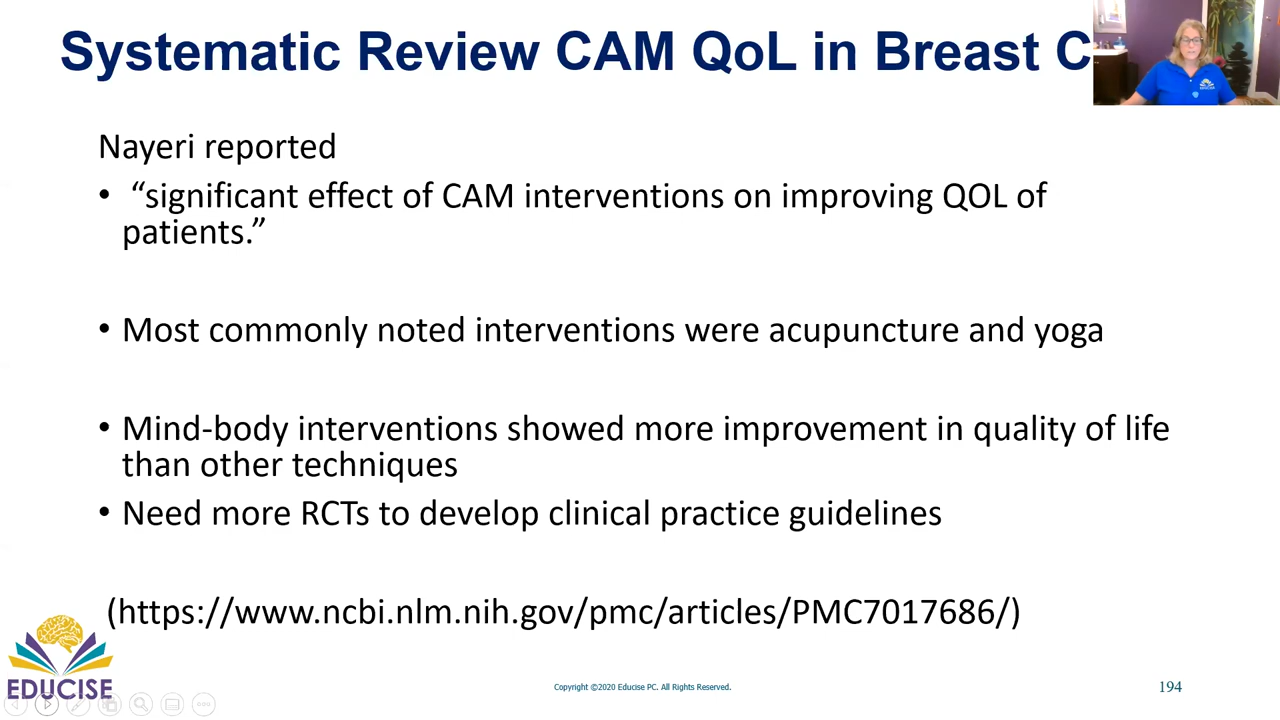 Systematic Review CAM QoL in Breast C
Nayeri reported
• “significant effect of CAM interventions on improving QOL of
patients.”
• Most commonly noted interventions were acupuncture and yoga
• Mind-body interventions showed more improvement in quality of life
than other techniques
• Need more RCTs to develop clinical practice guidelines
(https://www.ncbi.nlm.nih.gov/pmc/articles/PMC7017686/)
EDUCISE
Copyright ©2020 Educise PC. All Rights Reserved.
194
EDUCISE